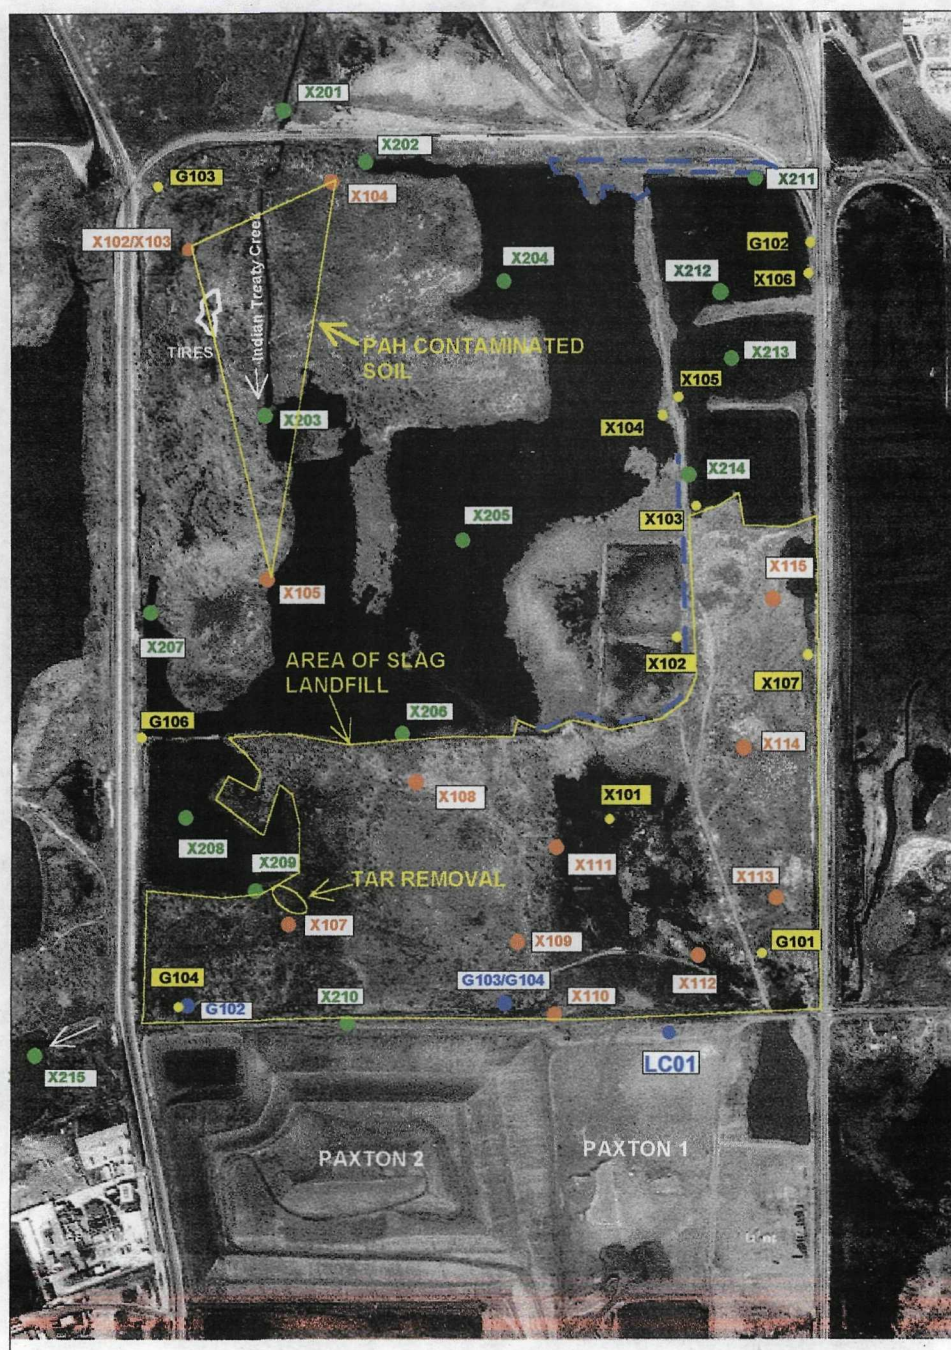 X201
X202
G103
X104
X211
X102/X103
G102
X204
X212
X106
Indian Treaty Creek
TIRES
PAH CONTAMINATED
SOIL
X213
X105
X203
X104
X214
X205
X103
X115
X105
X207
AREA OF SLAG
LANDFILL
X102
X107
X206
G106
X114
X108
X101
X208
X209
X111
TAR REMOVAL
X113
X107
X109
G101
G104
G103/G104
X112
G102
X210
X110
LC01
X215
PAXTON 2
PAXTON 1